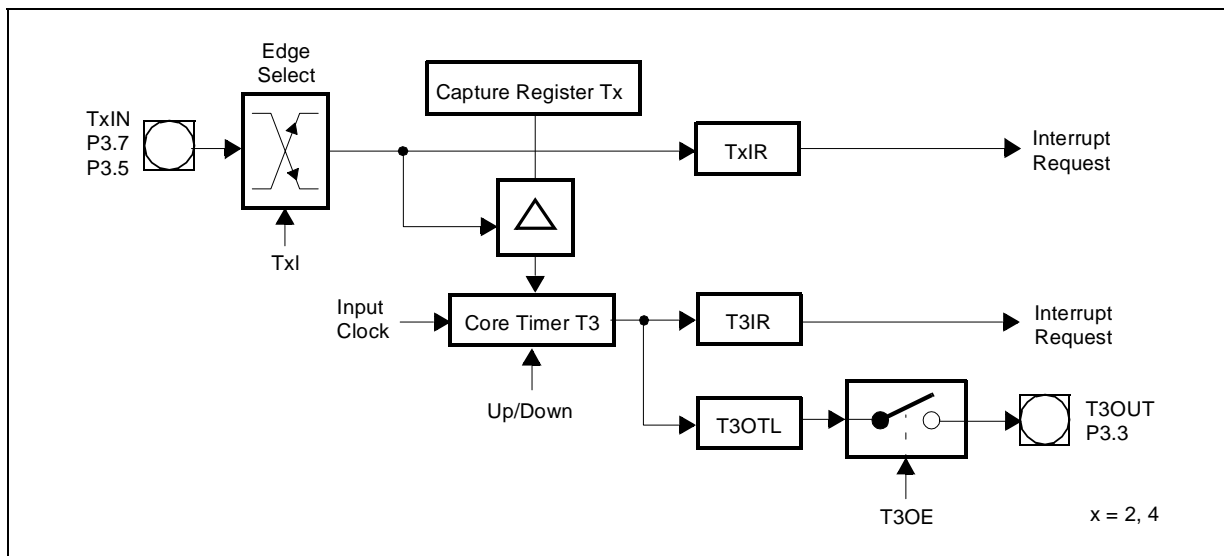 Edge
Select
Capture Register Tx
TxIN
P3.7
P3.5
TxIR
Interrupt
Request
TxI
Input
Clock
Core Timer T3
T3IR
Interrupt
Request
Up/Down
T3OTL
T3OUT
P3.3
T3OE
x = 2, 4